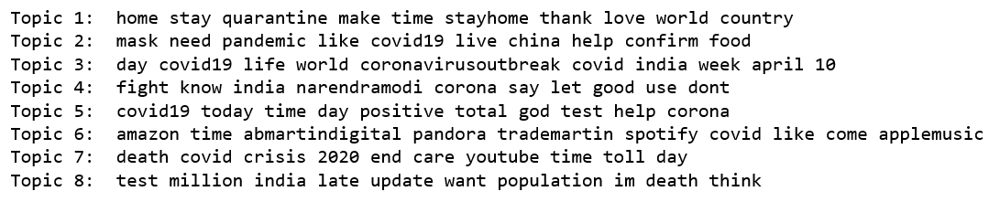 Topic 1: home stay quarantine make time stayhome thank love world country
Topic 2: mask need pandemic like covid19 live china help confirm food
Topic 3: day covid19 life world coronavirusoutbreak covid india week april 10
Topic 4: fight know india narendramodi corona say let good use dont
Topic 5: covid19 today time day positive total god test help corona
Topic 6: amazon time abmartindigital pandora trademartin spotify covid like come applemusic
Topic 7: death covid crisis 2020 end care youtube time toll day
Topic 8: test million india late update want population im death think